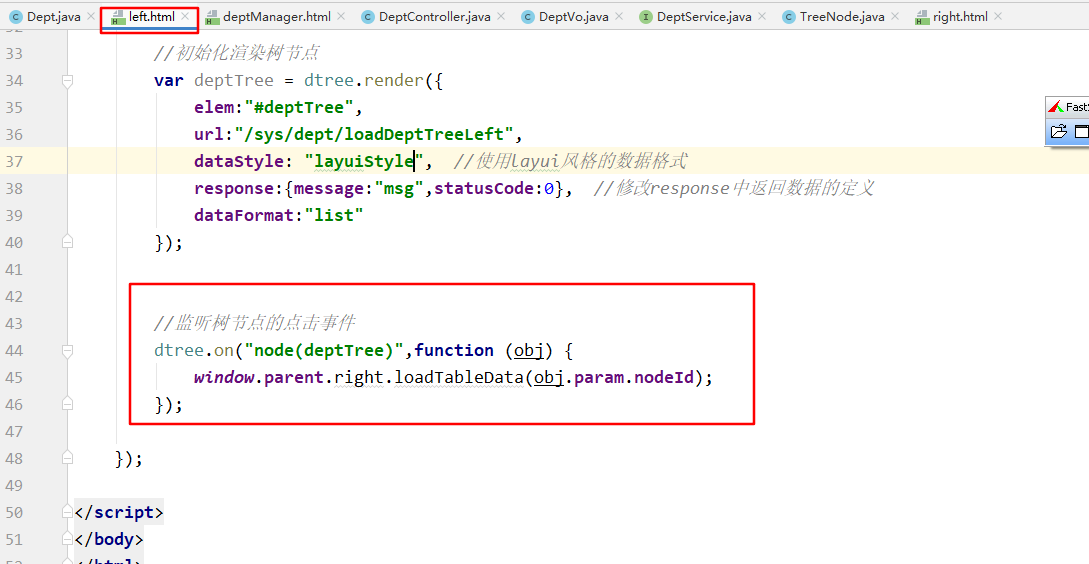 Dept.java left.html deptManager.html DeptController.java DeptVo.java DeptService.java TreeNode.java right.html
33 //初始化渲染树节点
34 var deptTree = dtree.render({
35 elem:"#deptTree",
36 url:"/sys/dept/loadDeptTreeLeft",
37 dataStyle: "layuiStyle", //使用layui风格的数据格式
38 response:{message:"msg",statusCode:0}, //修改response中返回数据的定义
39 dataFormat:"list"
40 });
41
42
43 //监听树节点的点击事件
44 dtree.on("node(deptTree)",function (obj) {
45 window.parent.right.loadTableData(obj.param.nodeId);
46 });
47
48 });
49
50 </script>
51 </body>